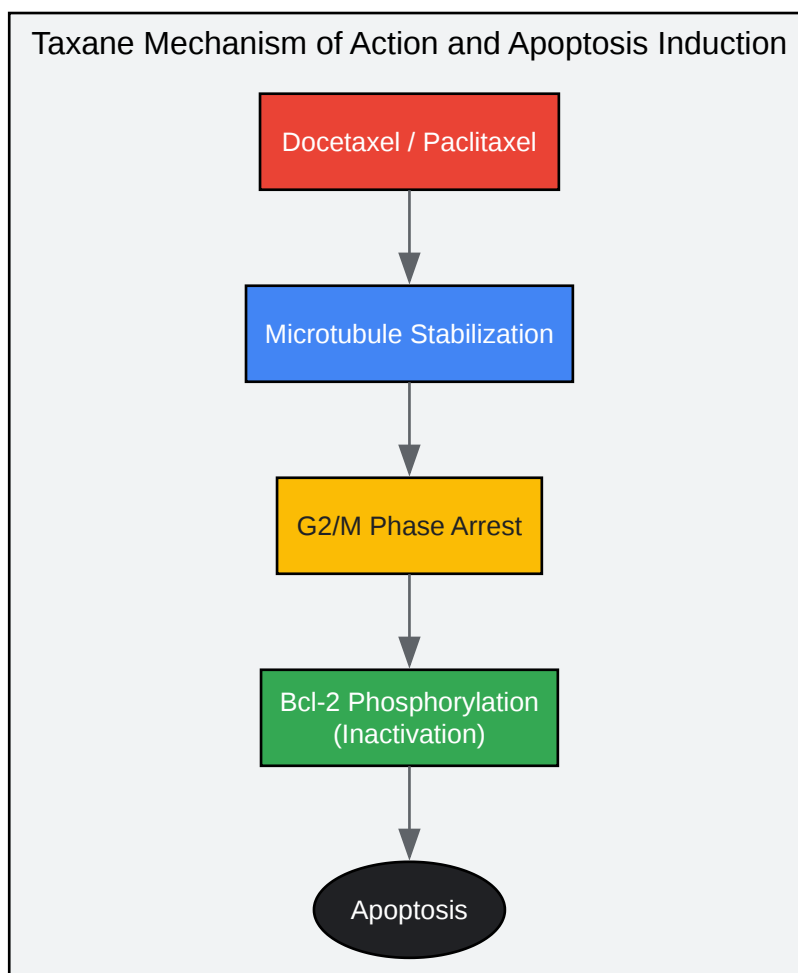 Taxane Mechanism of Action and Apoptosis Induction
Docetaxel / Paclitaxel
Microtubule Stabilization
G2/M Phase Arrest
Bcl-2 Phosphorylation
(Inactivation)
Apoptosis